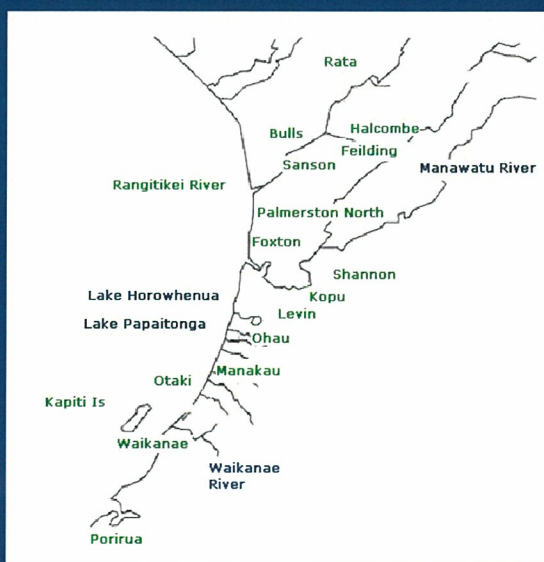 Rata
Bulls
Halcombe
Feilding
Sanson
Manawatu River
Rangitikei River
Palmerston North
Foxton
Shannon
Kopu
Lake Horowhenua
Levin
Lake Papaitonga
Ohau
Manakau
Otaki
Kapiti Is
Waikanae
Waikanae
River
Porirua